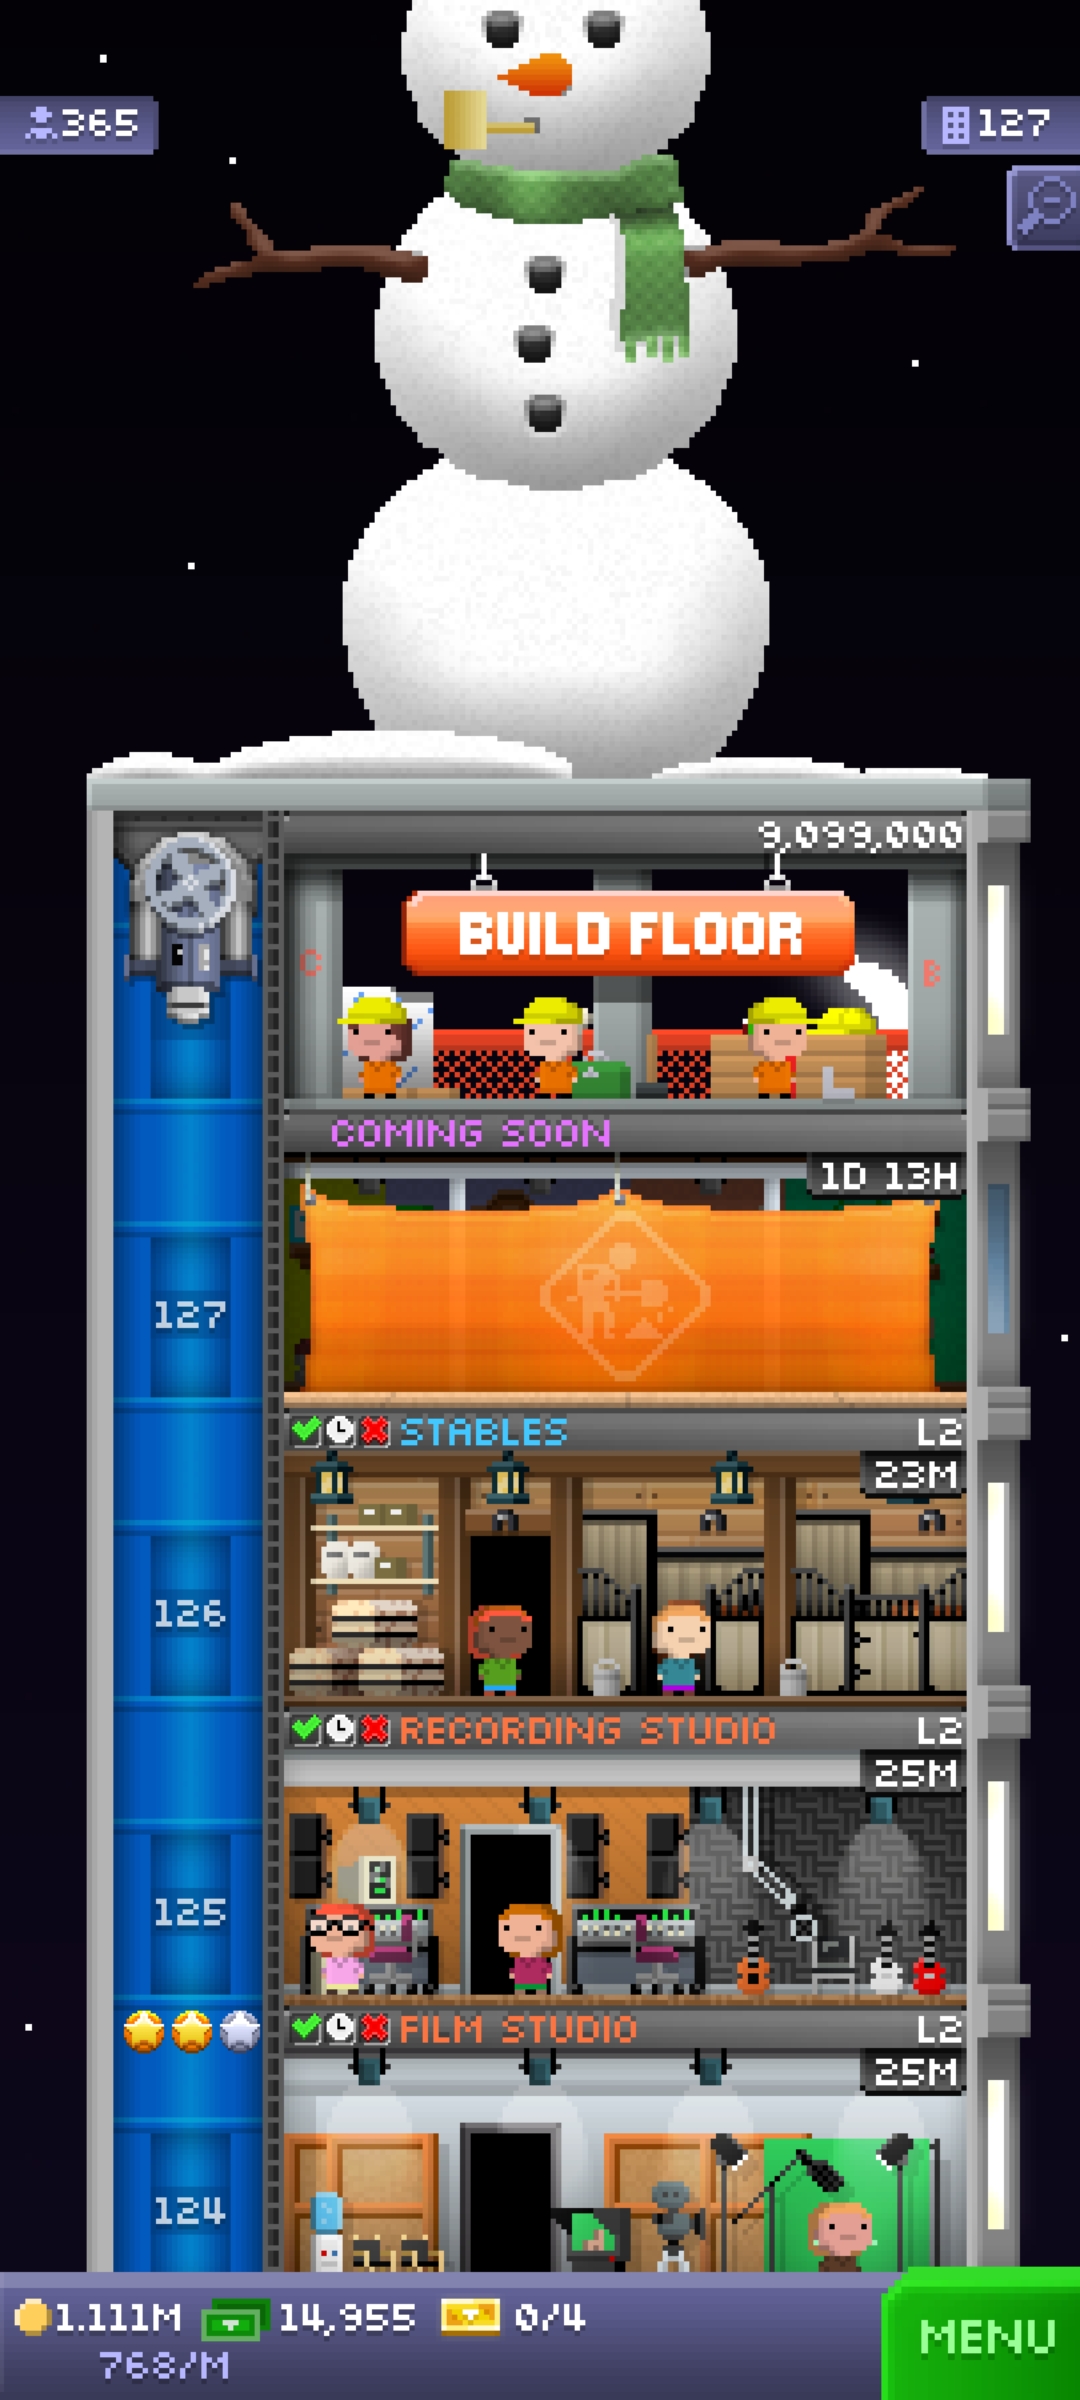 365
127
9,099,000
BUILD FLOOR
C
B
COMING SOON
1D 13H
127
STABLES L2
23M
126
RECORDING STUDIO L2
25M
125
FILM STUDIO L2
25M
124
1.111M 14,955 0/4
768/M
MENU